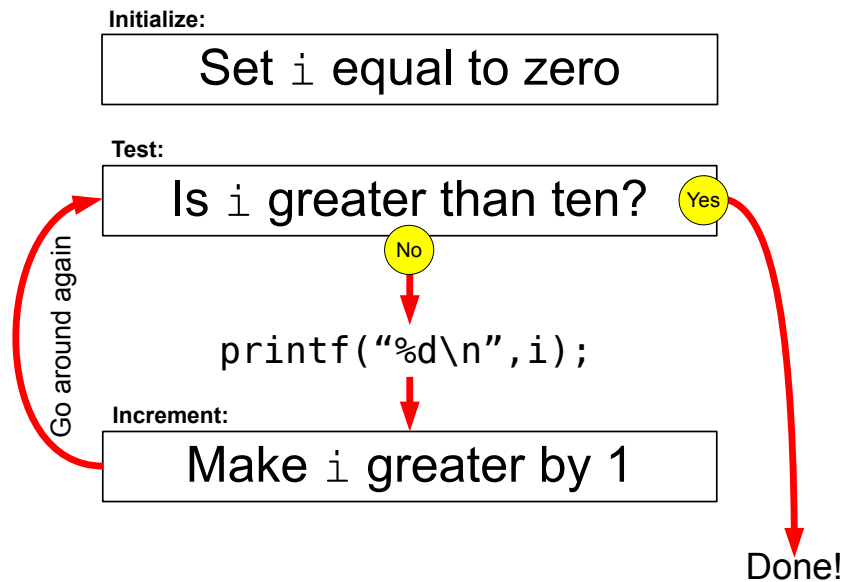 Initialize:
Set i equal to zero
Test:
Is i greater than ten?
Yes
No
Go around again
printf(“%d\n”,i);
Increment:
Make i greater by 1
Done!